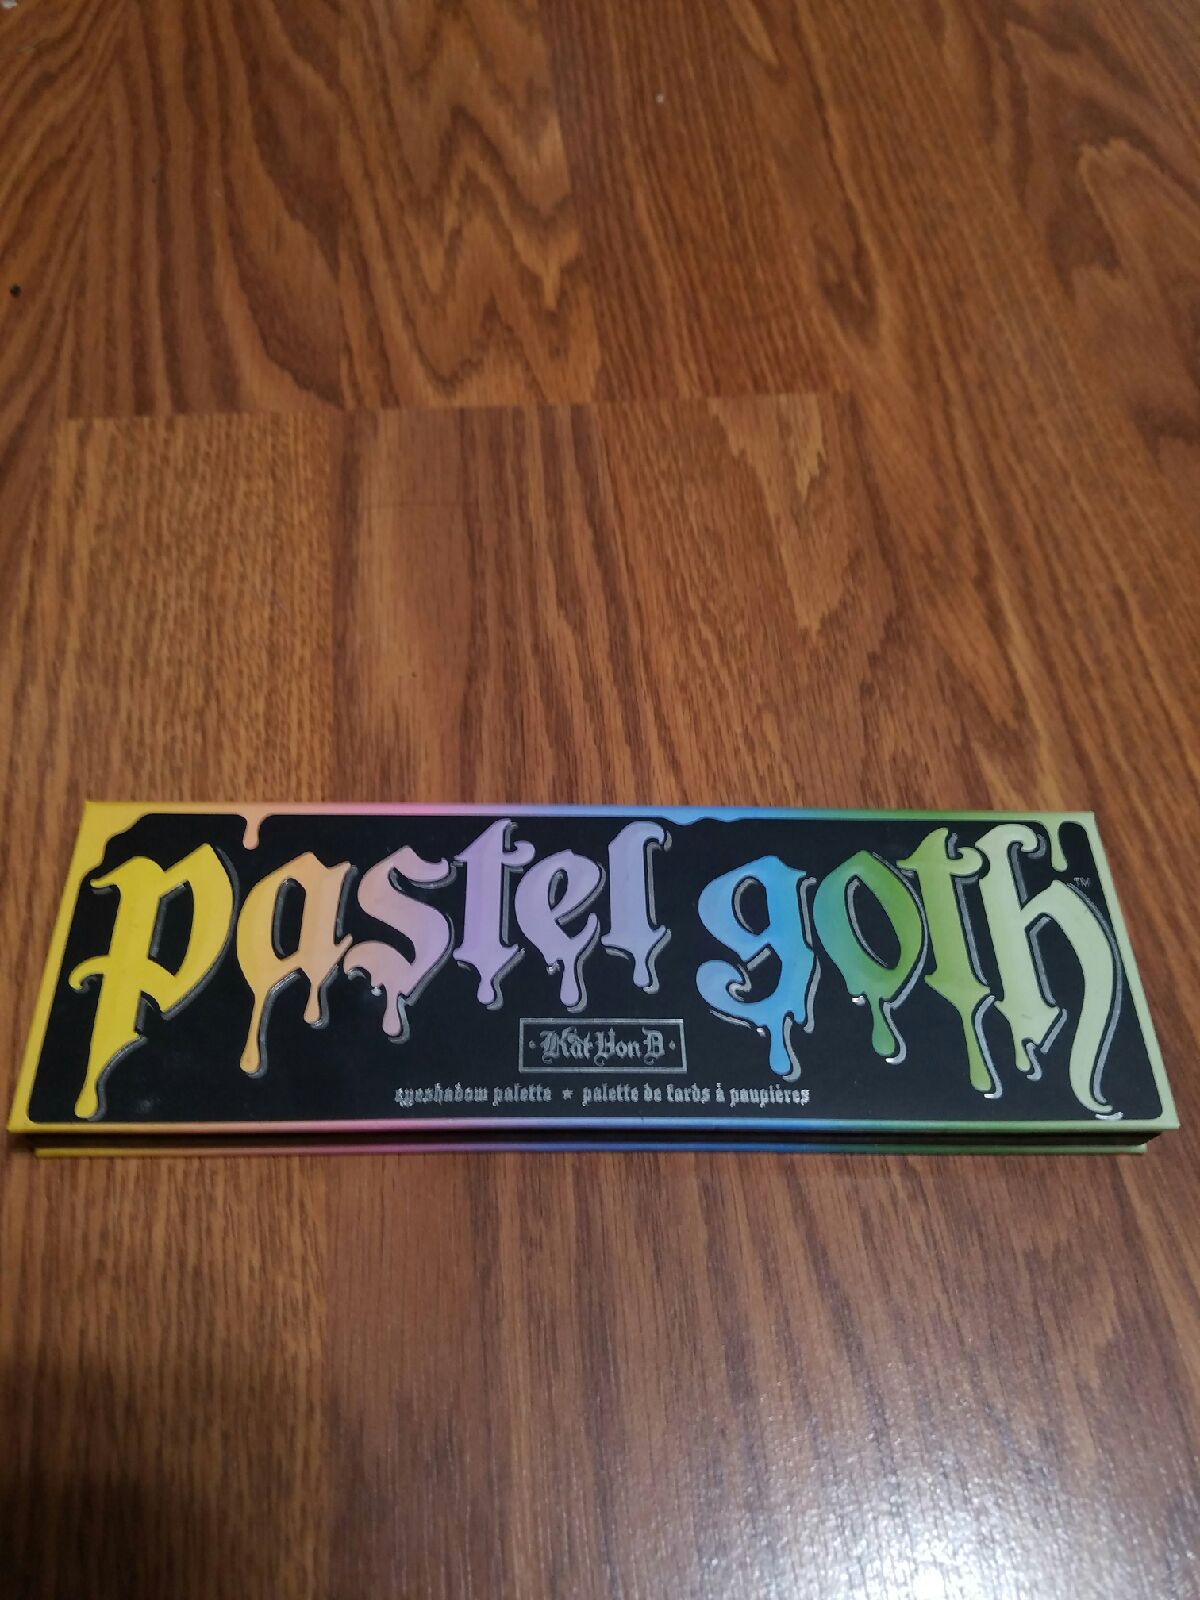 pastel goth™
Kat Von D
eyeshadow palette ★ palette de fards à paupières